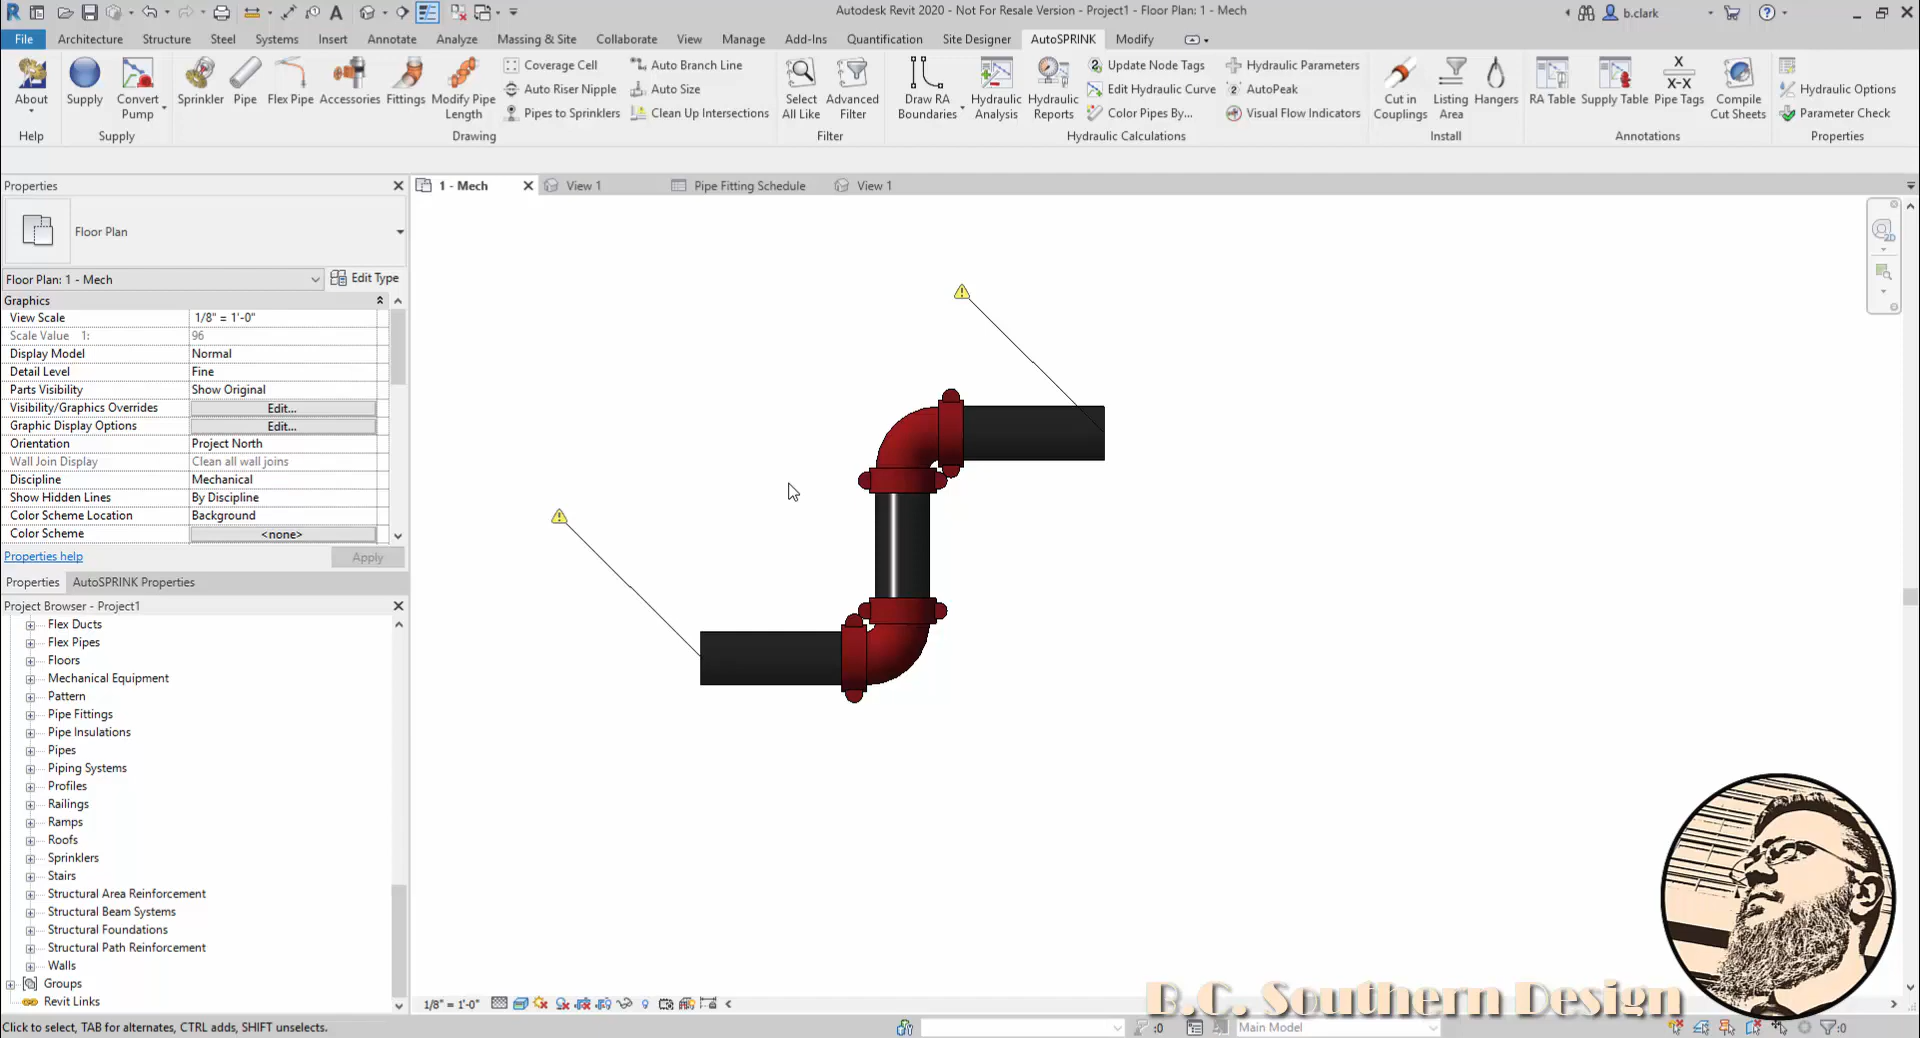 Autodesk Revit 2020 - Not For Resale Version - Project1 - Floor Plan: 1 - Mech
b.clark
File Architecture Structure Steel Systems Insert Annotate Analyze Massing & Site Collaborate View Manage Add-Ins Quantification Site Designer AutoSPRINK Modify
About Supply Convert Pump Sprinkler Pipe Flex Pipe Accessories Fittings Modify Pipe Length
Coverage Cell
Auto Riser Nipple
Pipes to Sprinklers
Auto Branch Line
Auto Size
Clean Up Intersections
Select All Like Advanced Filter
Draw RA Boundaries Hydraulic Analysis Hydraulic Reports
Update Node Tags
Edit Hydraulic Curve
Color Pipes By...
Hydraulic Parameters
AutoPeak
Visual Flow Indicators
Cut in Couplings Listing Area Hangers
RA Table Supply Table Pipe Tags Compile Cut Sheets
X
X-X
Hydraulic Options
Parameter Check
Help Supply Drawing Filter Hydraulic Calculations Install Annotations Properties
Properties
1 - Mech View 1 Pipe Fitting Schedule View 1
Floor Plan
Floor Plan: 1 - Mech Edit Type
Graphics
View Scale 1/8" = 1'-0"
Scale Value 1: 96
Display Model Normal
Detail Level Fine
Parts Visibility Show Original
Visibility/Graphics Overrides Edit...
Graphic Display Options Edit...
Orientation Project North
Wall Join Display Clean all wall joins
Discipline Mechanical
Show Hidden Lines By Discipline
Color Scheme Location Background
Color Scheme <none>
Properties help Apply
Properties AutoSPRINK Properties
Project Browser - Project1
Flex Ducts
Flex Pipes
Floors
Mechanical Equipment
Pattern
Pipe Fittings
Pipe Insulations
Pipes
Piping Systems
Profiles
Railings
Ramps
Roofs
Sprinklers
Stairs
Structural Area Reinforcement
Structural Beam Systems
Structural Foundations
Structural Path Reinforcement
Walls
Groups
Revit Links
2D
1/8" = 1'-0"
B.C. Southern Design
Click to select, TAB for alternates, CTRL adds, SHIFT unselects.
:0 Main Model :0